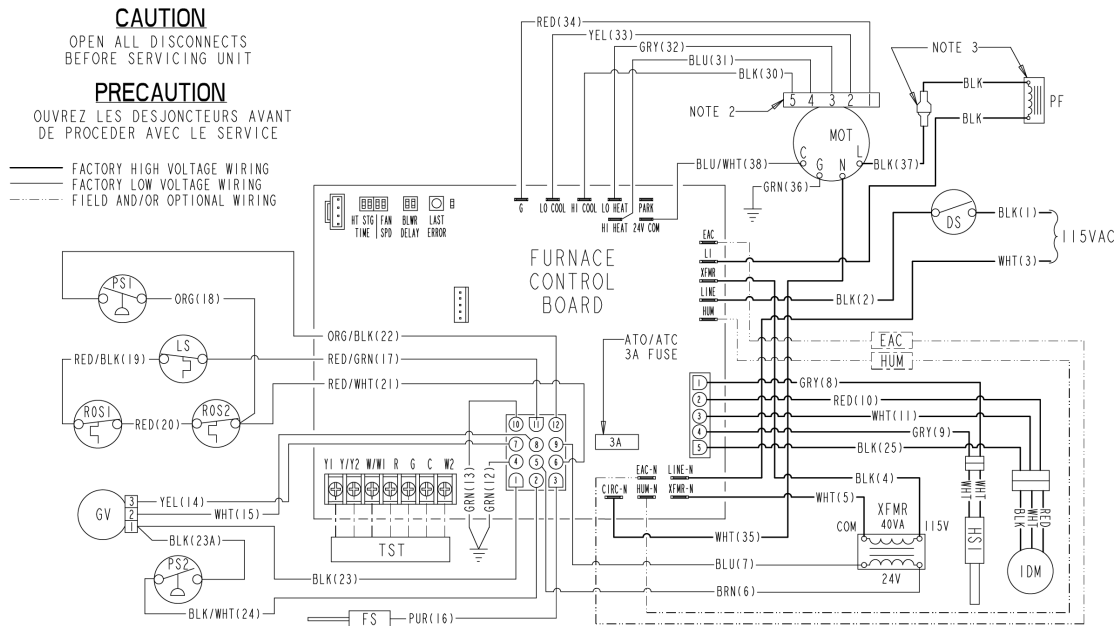 CAUTION
OPEN ALL DISCONNECTS
BEFORE SERVICING UNIT
PRECAUTION
OUVREZ LES DESJONCTEURS AVANT
DE PROCEDER AVEC LE SERVICE
FACTORY HIGH VOLTAGE WIRING
FACTORY LOW VOLTAGE WIRING
FIELD AND/OR OPTIONAL WIRING
RED(34)
YEL(33)
GRY(32)
BLU(31)
BLK(30)
NOTE 2
5 4 3 2 1
MOT
C G N L
BLU/WHT(38)
GRN(36)
BLK(37)
NOTE 3
BLK
BLK
PF
DS
BLK(1)
115VAC
WHT(3)
BLK(2)
HT STG
TIME
FAN
SPD
BLWR
DELAY
LAST
ERROR
G
LO COOL
HI COOL
LO HEAT
PARK
HI HEAT
24V COM
FURNACE
CONTROL
BOARD
EAC
L1
XFMR
LINE
HUM
EAC
HUM
ATO/ATC
3A FUSE
3A
PS1
ORG(18)
LS
RED/BLK(19)
ROS1
RED(20)
ROS2
ORG/BLK(22)
RED/GRN(17)
RED/WHT(21)
10 11 12
7 8 9
4 5 6
1 2 3
GRN(13)
GRN(12)
Y1 Y/Y2 W/W1 R G C W2
TST
GV
3
2
1
YEL(14)
WHT(15)
BLK(23A)
PS2
BLK(23)
BLK/WHT(24)
FS
PUR(16)
1
2
3
4
5
GRY(8)
RED(10)
WHT(11)
GRY(9)
BLK(25)
EAC-N
LINE-N
CIRC-N
HUM-N
XFMR-N
BLK(4)
WHT(5)
XFMR
40VA
COM
115V
24V
WHT(35)
BLU(7)
BRN(6)
WHT
WHT
HSI
BLK
WHT
RED
IDM